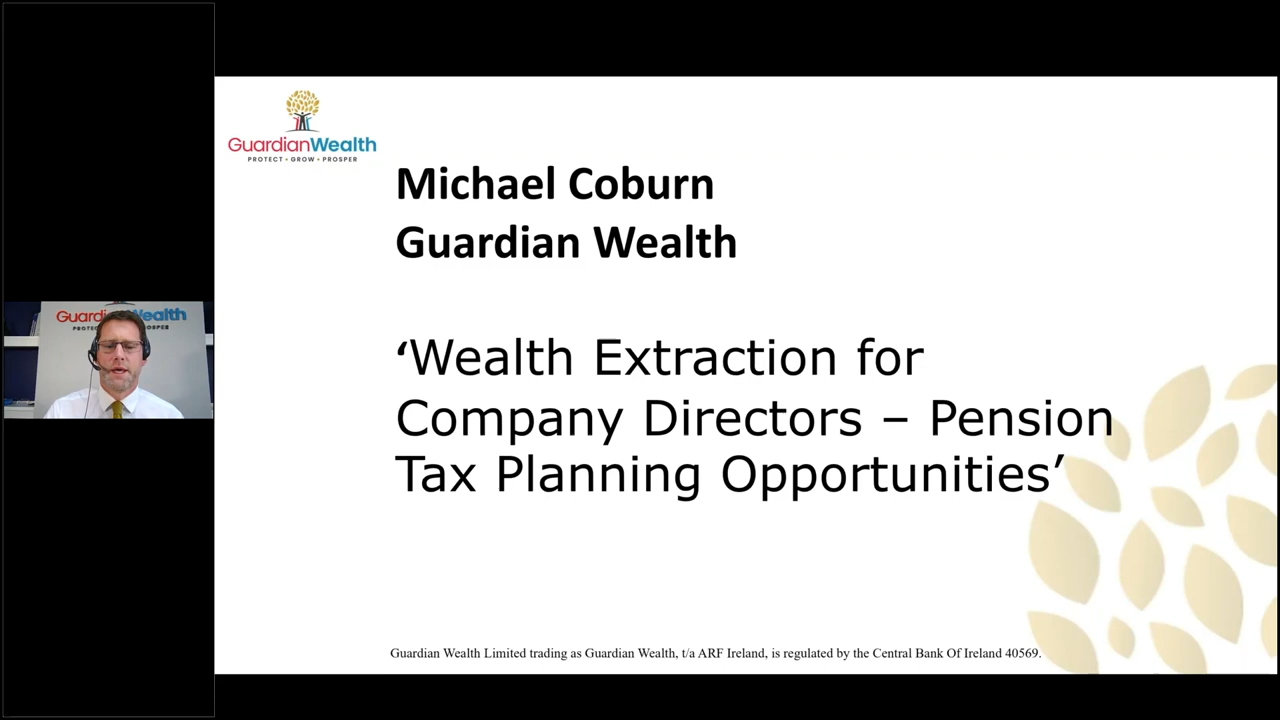 GuardianWealth
PROTECT • GROW • PROSPER
Michael Coburn
Guardian Wealth
‘Wealth Extraction for
Company Directors – Pension
Tax Planning Opportunities’
Guardian Wealth Limited trading as Guardian Wealth, t/a ARF Ireland, is regulated by the Central Bank Of Ireland 40569.